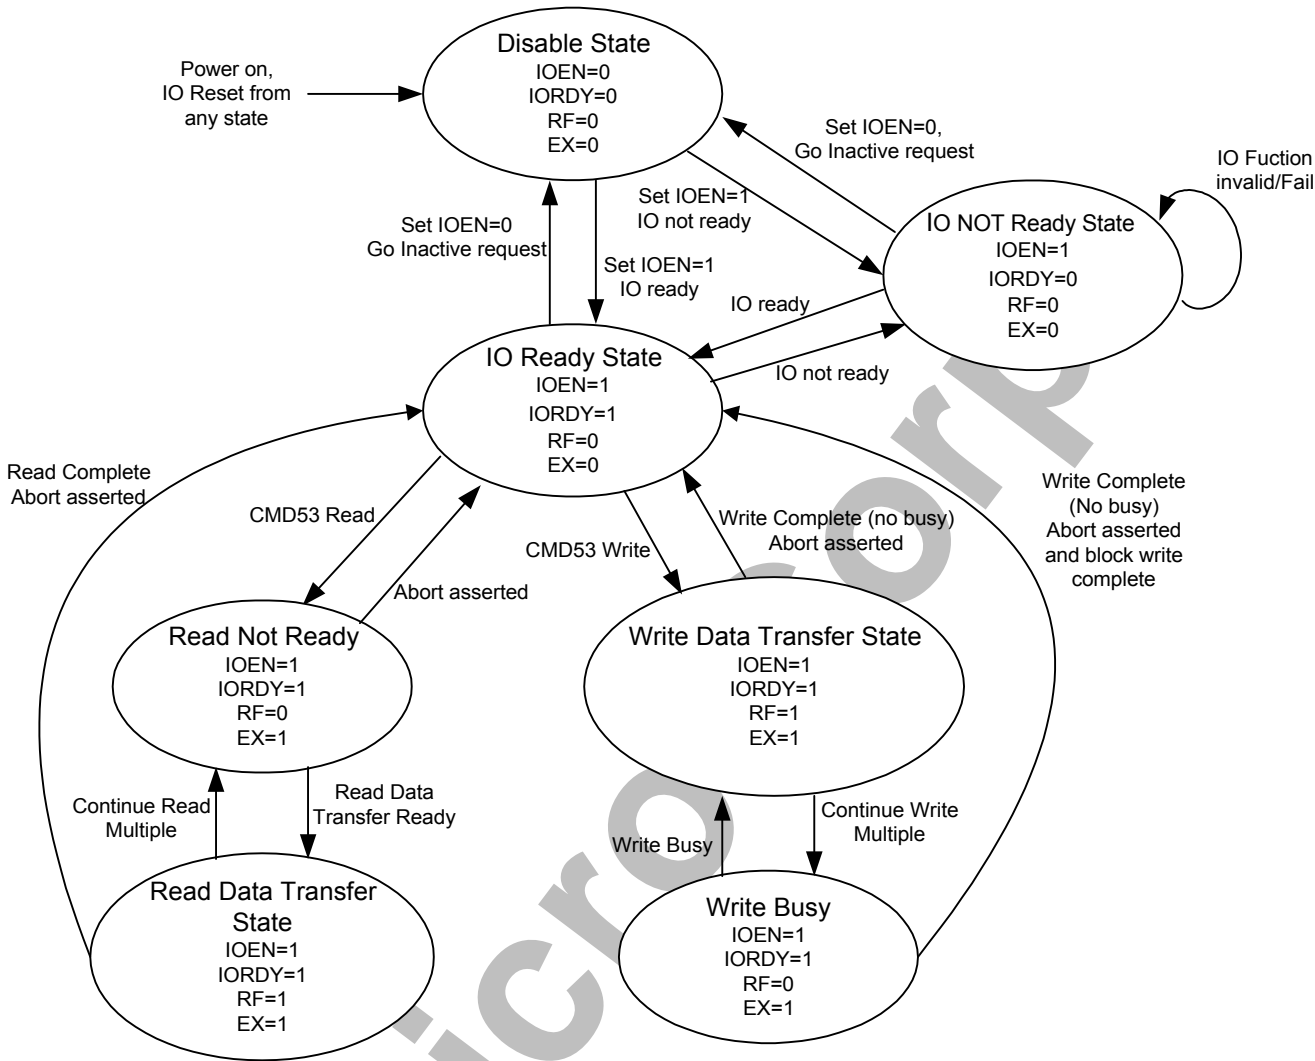 Disable State
IOEN=0
IORDY=0
RF=0
EX=0
Power on,
IO Reset from
any state
Set IOEN=0,
Go Inactive request
IO Fuction
invalid/Fail
Set IOEN=0
Go Inactive request
Set IOEN=1
IO not ready
Set IOEN=1
IO ready
IO NOT Ready State
IOEN=1
IORDY=0
RF=0
EX=0
IO ready
IO not ready
IO Ready State
IOEN=1
IORDY=1
RF=0
EX=0
Read Complete
Abort asserted
CMD53 Read
Abort asserted
CMD53 Write
Write Complete (no busy)
Abort asserted
Write Complete
(No busy)
Abort asserted
and block write
complete
Read Not Ready
IOEN=1
IORDY=1
RF=0
EX=1
Write Data Transfer State
IOEN=1
IORDY=1
RF=1
EX=1
Continue Read
Multiple
Read Data
Transfer Ready
Write Busy
Continue Write
Multiple
Read Data Transfer
State
IOEN=1
IORDY=1
RF=1
EX=1
Write Busy
IOEN=1
IORDY=1
RF=0
EX=1
icro Corp